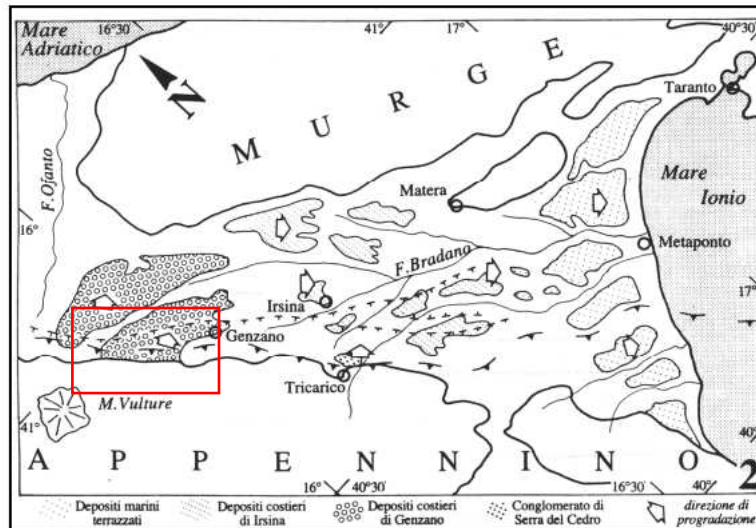 Mare
Adriatico
16°30'
41°
17°
40°30'
Taranto
N
M U R G E
F. Ofanto
Matera
Mare
Ionio
16°
Metaponto
F. Bradano
Irsina
17°
Genzano
Tricarico
M. Vulture
41°
40°
A P P E N N I N O
2
16°
40°30'
16°30'
40°
Depositi marini
terrazzati
Depositi costieri
di Irsina
Depositi costieri
di Genzano
Conglomerato di
Serra del Cedro
direzione di
progradazione